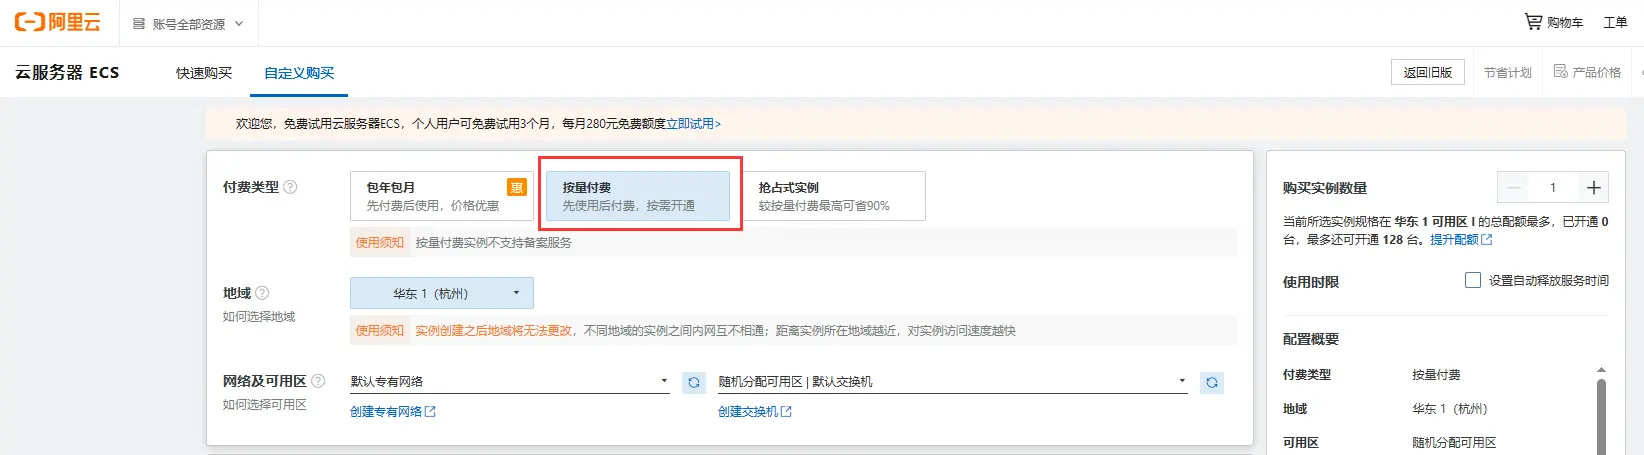 阿里云
账号全部资源
购物车
工单
云服务器 ECS
快速购买
自定义购买
返回旧版
节省计划
产品价格
欢迎您，免费试用云服务器ECS，个人用户可免费试用3个月，每月280元免费额度立即试用>
付费类型
包年包月
惠
先付费后使用，价格优惠
按量付费
先使用后付费，按需开通
抢占式实例
较按量付费最高可省90%
使用须知 按量付费实例不支持备案服务
地域
如何选择地域
华东 1（杭州）
使用须知 实例创建之后地域将无法更改，不同地域的实例之间内网互不相通；距离实例所在地域越近，对实例访问速度越快
网络及可用区
如何选择可用区
默认专有网络
随机分配可用区 | 默认交换机
创建专有网络
创建交换机
购买实例数量
1
当前所选实例规格在 华东 1 可用区 I 的总配额最多，已开通 0
台，最多还可开通 128 台。提升配额
使用时限
设置自动释放服务时间
配置概要
付费类型 按量付费
地域 华东 1（杭州）
可用区 随机分配可用区